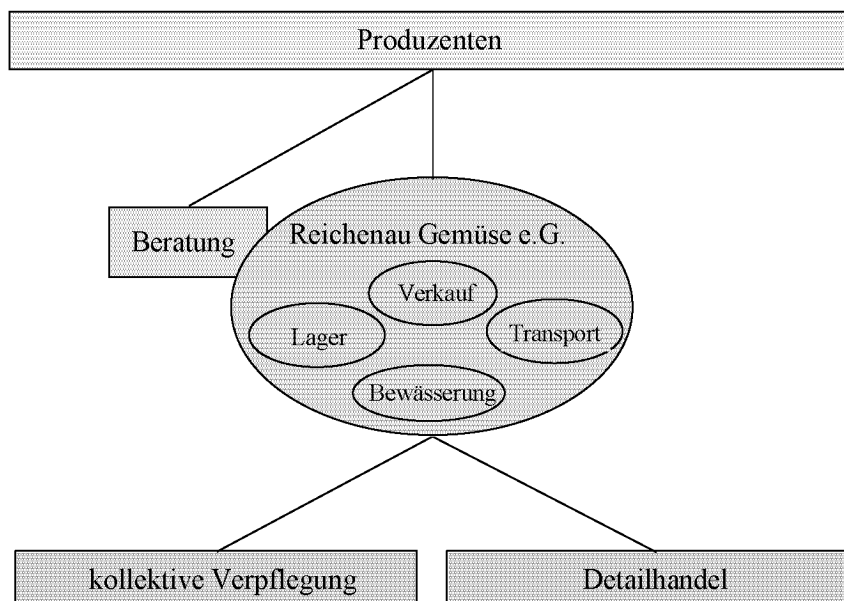 Produzenten
Beratung
Reichenau Gemüse e.G.
Verkauf
Lager
Transport
Bewässerung
kollektive Verpflegung
Detailhandel